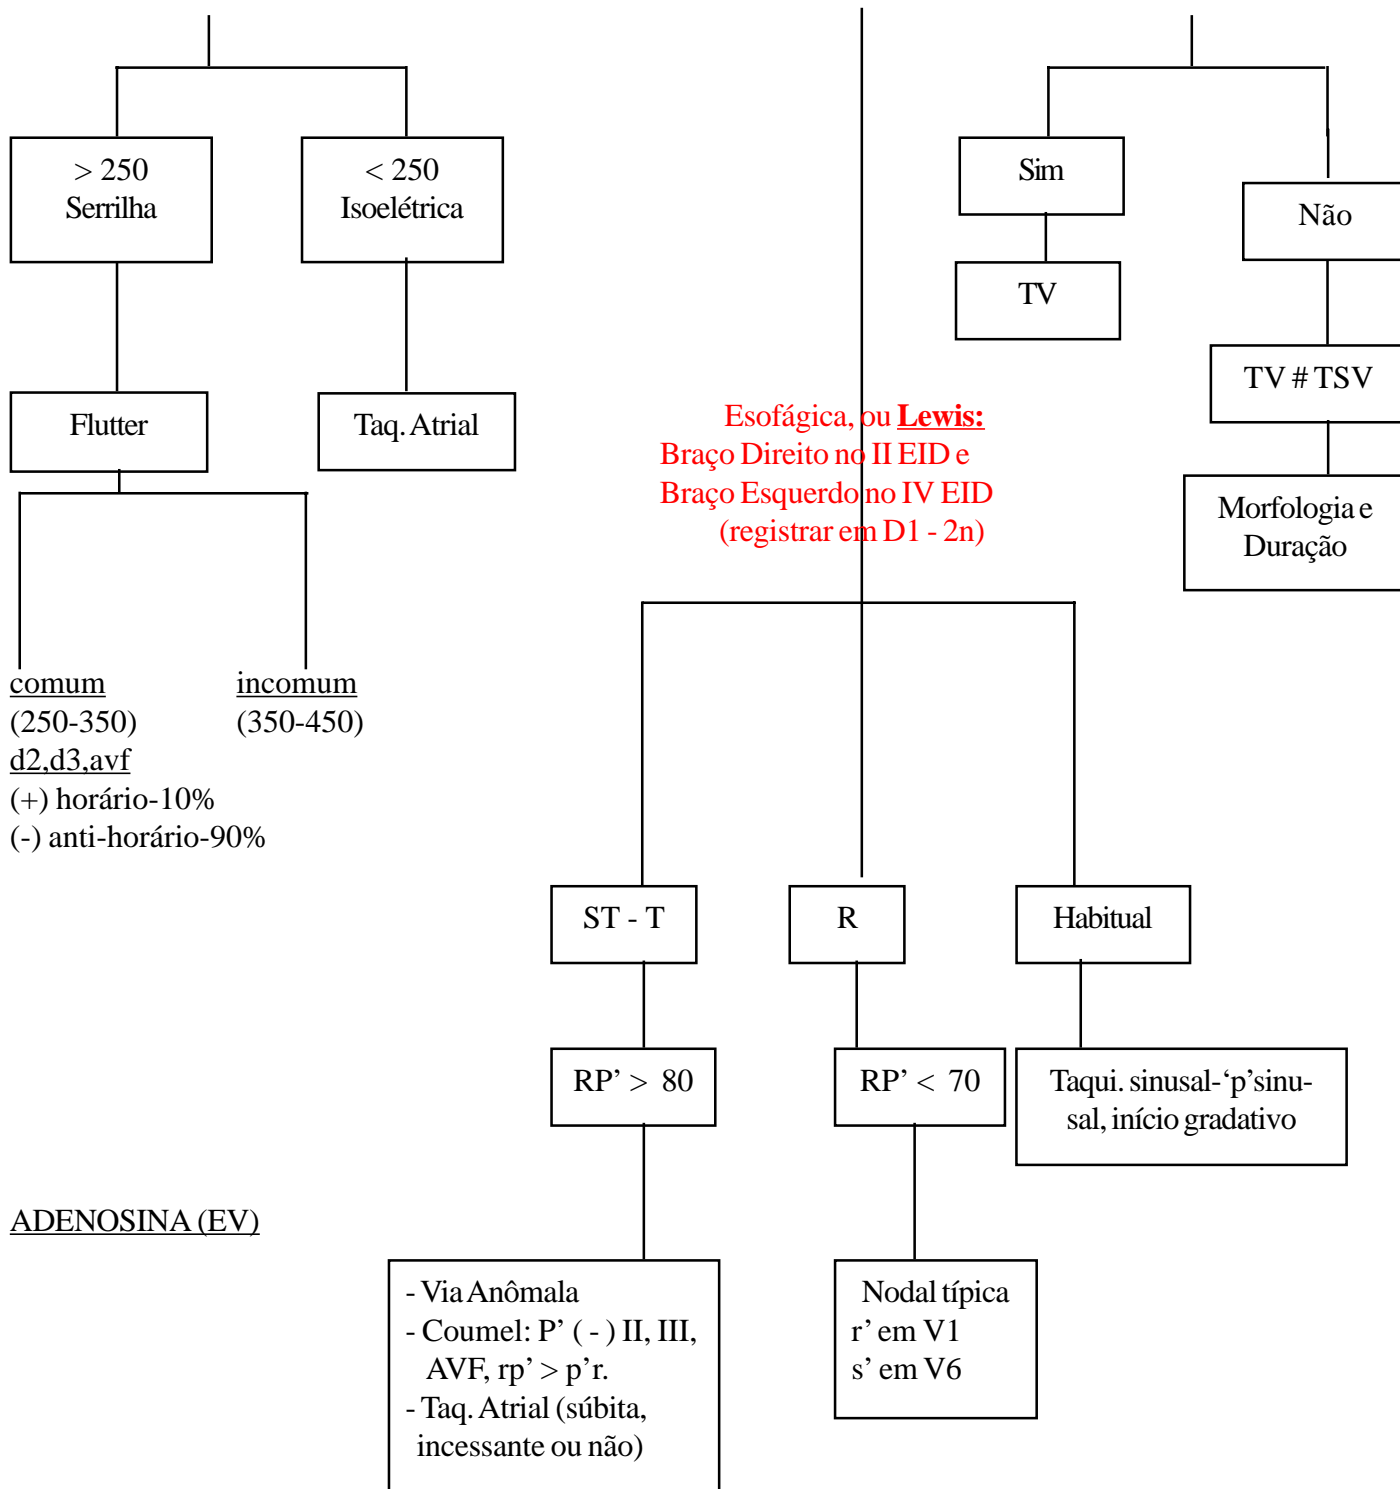 > 250
Serrilha
< 250
Isoelétrica
Sim
Não
TV
TV # TSV
Morfologia e
Duração
Flutter
Taq. Atrial
Esofágica, ou Lewis:
Braço Direito no II EID e
Braço Esquerdo no IV EID
(registrar em D1 - 2n)
comum
(250-350)
d2,d3,avf
(+) horário-10%
(-) anti-horário-90%
incomum
(350-450)
ST - T
R
Habitual
RP’ > 80
RP’ < 70
Taqui. sinusal-‘p’sinu-
sal, início gradativo
ADENOSINA (EV)
- Via Anômala
- Coumel: P’ ( - ) II, III,
AVF, rp’ > p’r.
- Taq. Atrial (súbita,
incessante ou não)
Nodal típica
r’ em V1
s’ em V6